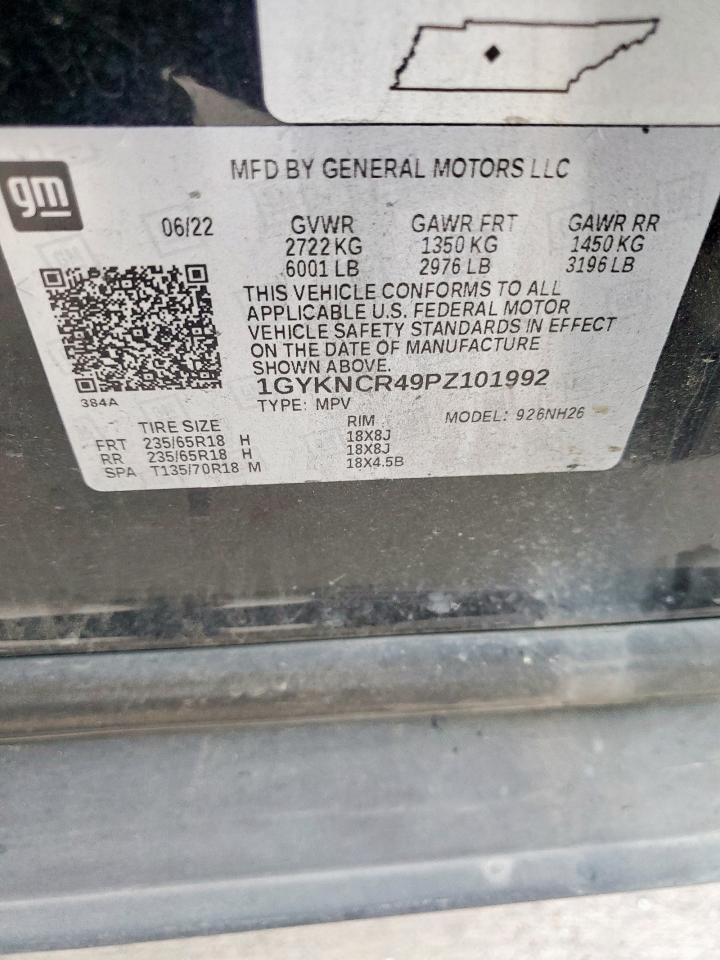 gm
MFD BY GENERAL MOTORS LLC
06/22 GVWR GAWR FRT GAWR RR
2722 KG 1350 KG 1450 KG
6001 LB 2976 LB 3196 LB
THIS VEHICLE CONFORMS TO ALL
APPLICABLE U.S. FEDERAL MOTOR
VEHICLE SAFETY STANDARDS IN EFFECT
ON THE DATE OF MANUFACTURE
SHOWN ABOVE.
1GYKNCR49PZ101992
384A
TYPE: MPV MODEL: 926NH26
TIRE SIZE RIM
FRT 235/65R18 H 18X8J
RR 235/65R18 H 18X8J
SPA T135/70R18 M 18X4.5B